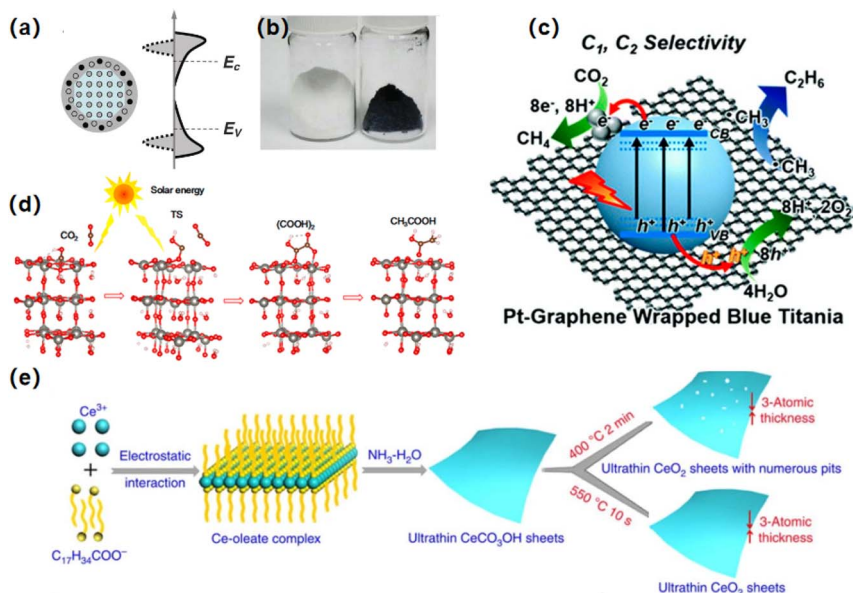 (a)
E_C
E_V
(b)
(c)
C₁, C₂ Selectivity
CO₂
8e⁻, 8H⁺
CH₄
C₂H₆
•CH₃
•CH₃
e⁻
e⁻ e⁻ e
CB
h⁺ h⁺ h⁺
VB
h⁺ h⁺
8h⁺
8H⁺, 2O₂
4H₂O
Pt-Graphene Wrapped Blue Titania
(d)
Solar energy
CO₂
TS
(COOH)₂
CH₃COOH
(e)
Ce³⁺
+
C₁₇H₃₄COO⁻
Electrostatic
interaction
Ce-oleate complex
NH₃-H₂O
Ultrathin CeCO₃OH sheets
400 °C 2 min
550 °C 10 s
3-Atomic
thickness
Ultrathin CeO₂ sheets with numerous pits
3-Atomic
thickness
Ultrathin CeO₂ sheets